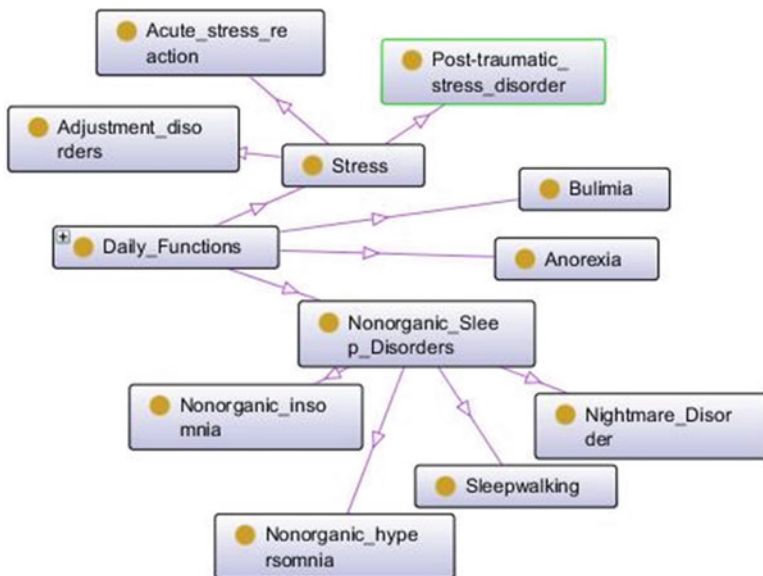 Acute_stress_re
action
Post-traumatic_
stress_disorder
Adjustment_diso
rders
Stress
Bulimia
Daily_Functions
Anorexia
Nonorganic_Slee
p_Disorders
Nonorganic_inso
mnia
Nightmare_Disor
der
Sleepwalking
Nonorganic_hype
rsomnia